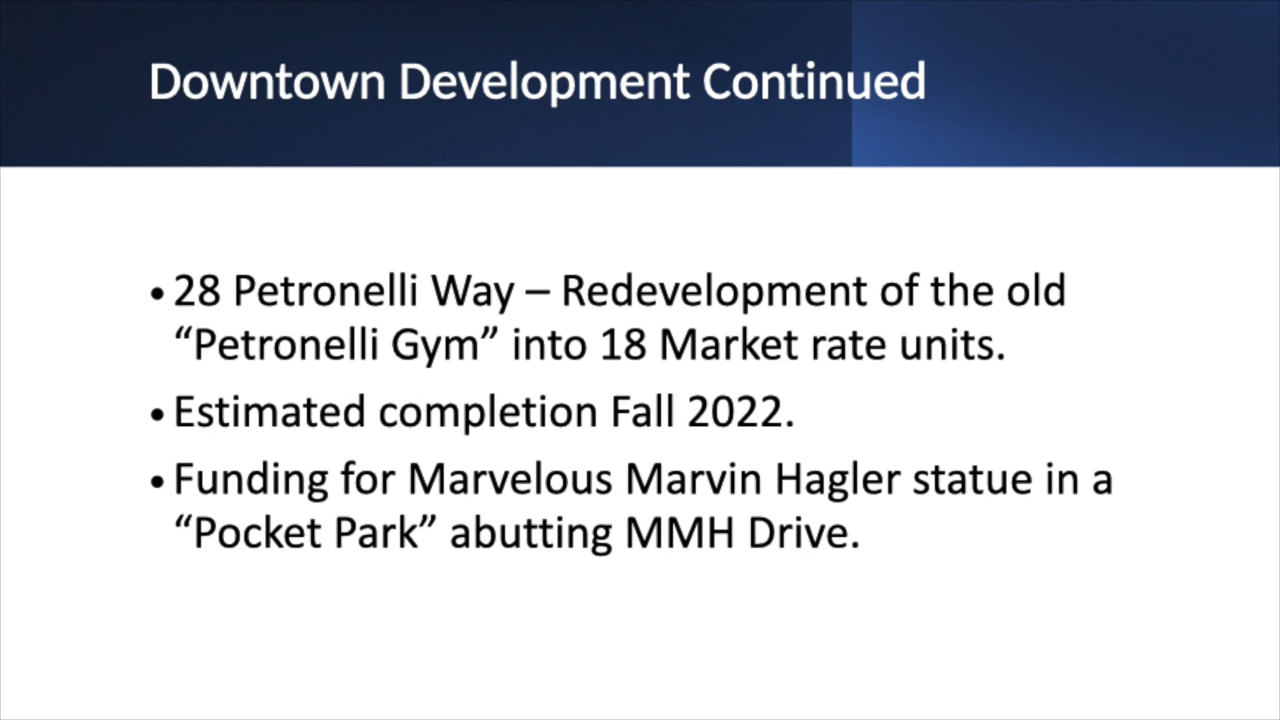 Downtown Development Continued
• 28 Petronelli Way – Redevelopment of the old
“Petronelli Gym” into 18 Market rate units.
• Estimated completion Fall 2022.
• Funding for Marvelous Marvin Hagler statue in a
“Pocket Park” abutting MMH Drive.